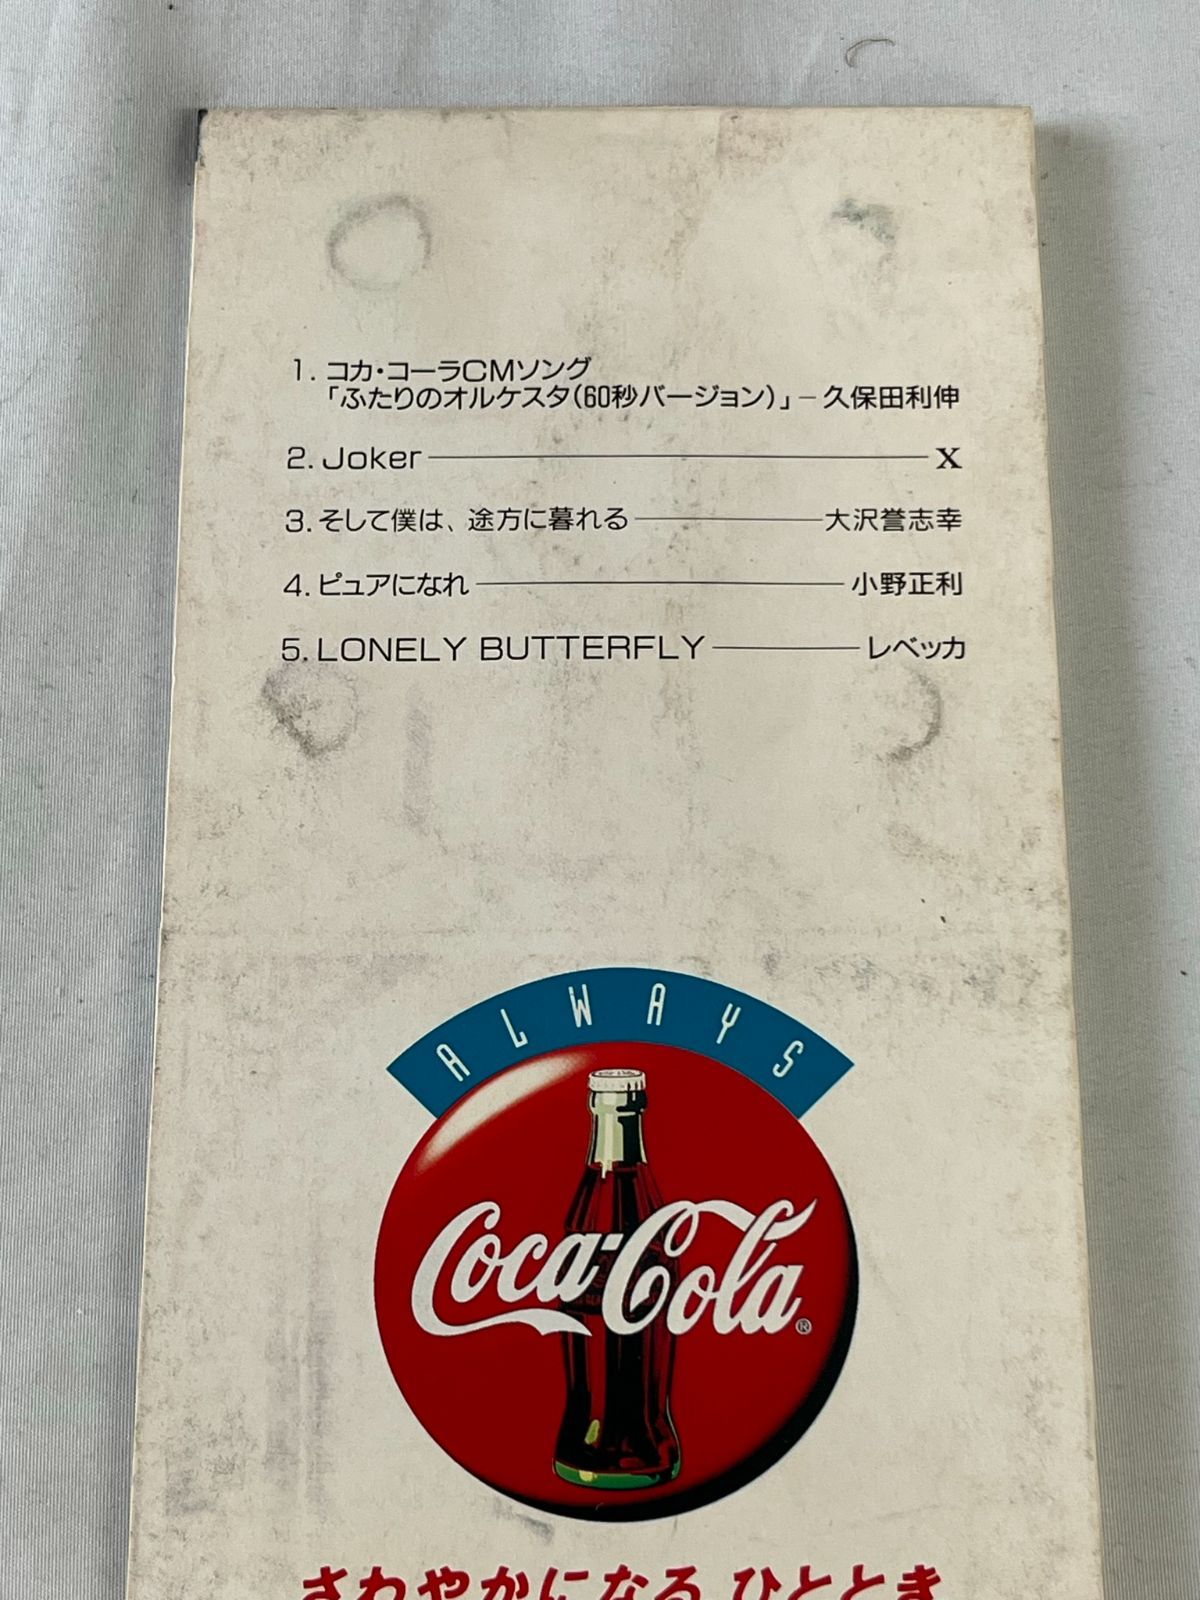 1. コカ・コーラCMソング
「ふたりのオルケスタ(60秒バージョン)」― 久保田利伸
2. Joker ― X
3. そして僕は、途方に暮れる ― 大沢誉志幸
4. ピュアになれ ― 小野正利
5. LONELY BUTTERFLY ― レベッカ
ALWAYS
Coca-Cola®
さわやかになる ひととき